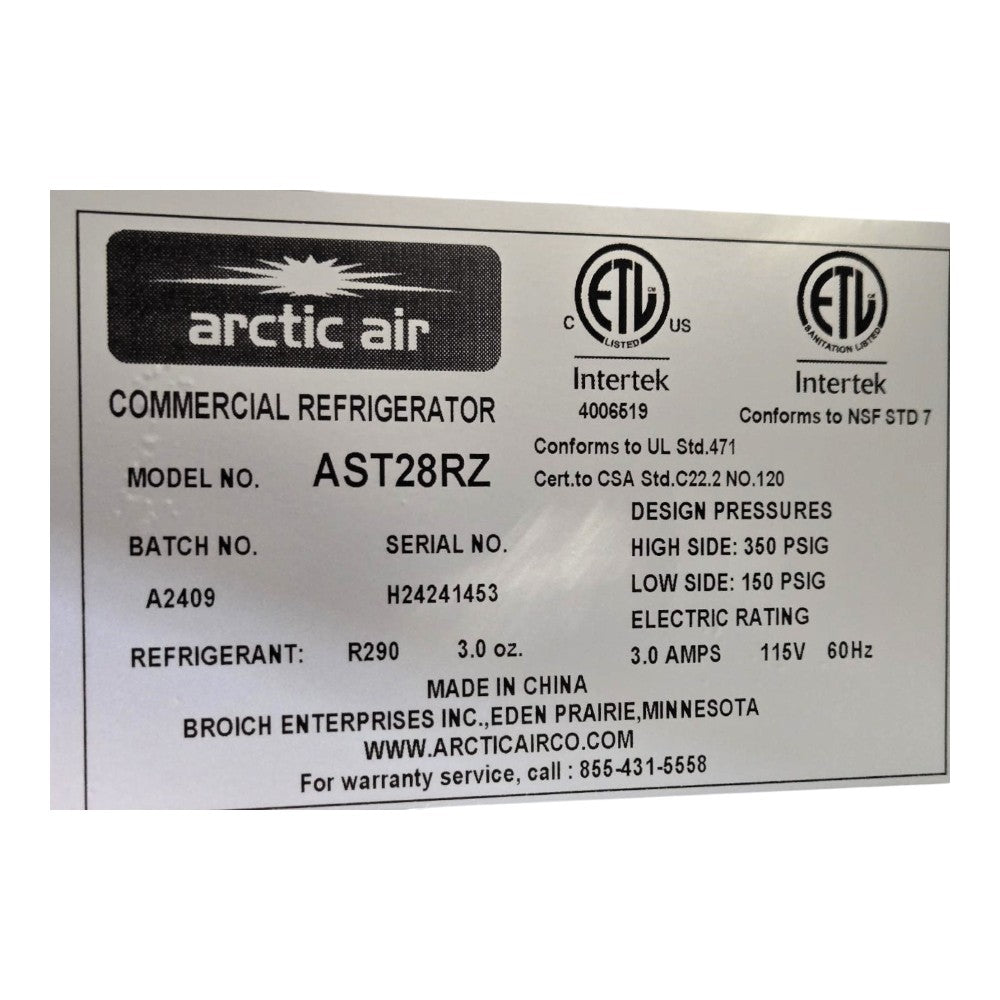 arctic air
COMMERCIAL REFRIGERATOR
MODEL NO. AST28RZ
BATCH NO. SERIAL NO.
A2409 H24241453
REFRIGERANT: R290 3.0 oz.
ETL CM
C US
LISTED
Intertek
4006519
ETL CM
SANITATION LISTED
Intertek
Conforms to NSF STD 7
Conforms to UL Std.471
Cert.to CSA Std.C22.2 NO.120
DESIGN PRESSURES
HIGH SIDE: 350 PSIG
LOW SIDE: 150 PSIG
ELECTRIC RATING
3.0 AMPS 115V 60Hz
MADE IN CHINA
BROICH ENTERPRISES INC.,EDEN PRAIRIE,MINNESOTA
WWW.ARCTICAIRCO.COM
For warranty service, call : 855-431-5558